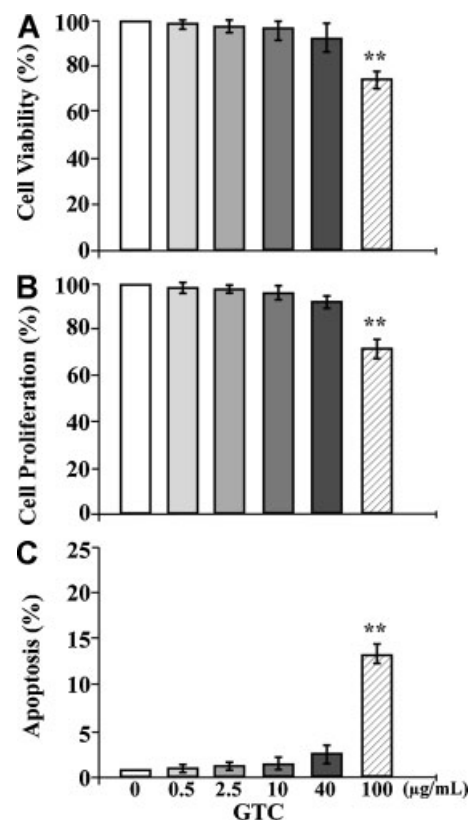 A
Cell Viability (%)
100
80
60
40
20
0
**
B
Cell Proliferation (%)
100
80
60
40
20
0
**
C
Apoptosis (%)
25
20
15
10
5
0
**
0 0.5 2.5 10 40 100 (μg/mL)
GTC